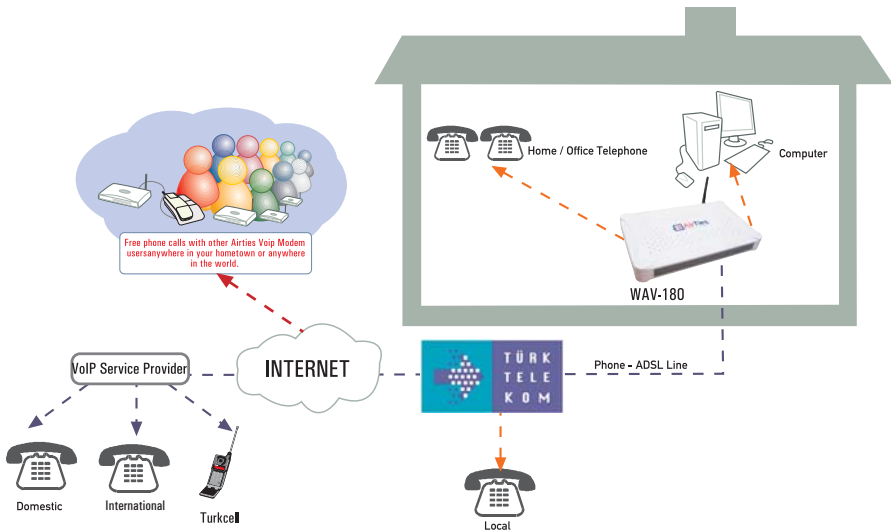 Home / Office Telephone
Computer
AirTies
WAV-180
Free phone calls with other Airties Voip Modem
usersanywhere in your hometown or anywhere
in the world.
INTERNET
VoIP Service Provider
TÜRK
TELE
KOM
Phone - ADSL Line
Domestic
International
Turkcell
Local